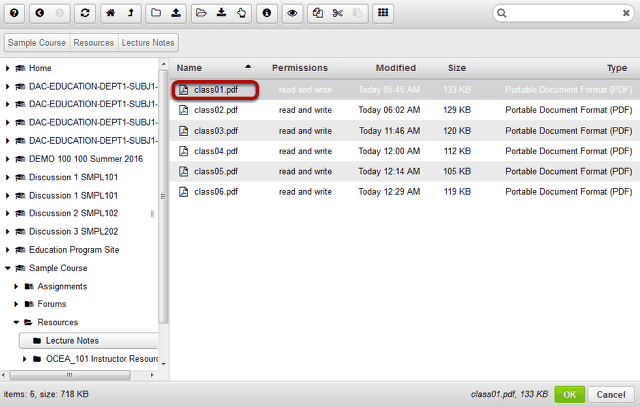 Sample Course Resources Lecture Notes
Name Permissions Modified Size Type
Home
DAC-EDUCATION-DEPT1-SUBJ1-
DAC-EDUCATION-DEPT1-SUBJ1-
DAC-EDUCATION-DEPT1-SUBJ1-
DAC-EDUCATION-DEPT1-SUBJ1-
DEMO 100 100 Summer 2016
Discussion 1 SMPL101
Discussion 1 SMPL101
Discussion 2 SMPL102
Discussion 3 SMPL202
Education Program Site
Sample Course
Assignments
Forums
Resources
Lecture Notes
OCEA_101 Instructor Resour
class01.pdf read and write Today 05:45 AM 133 KB Portable Document Format (PDF)
class02.pdf read and write Today 06:02 AM 129 KB Portable Document Format (PDF)
class03.pdf read and write Today 11:46 AM 120 KB Portable Document Format (PDF)
class04.pdf read and write Today 12:00 AM 112 KB Portable Document Format (PDF)
class05.pdf read and write Today 12:14 AM 105 KB Portable Document Format (PDF)
class06.pdf read and write Today 12:29 AM 119 KB Portable Document Format (PDF)
items: 6, size: 718 KB
class01.pdf, 133 KB OK Cancel